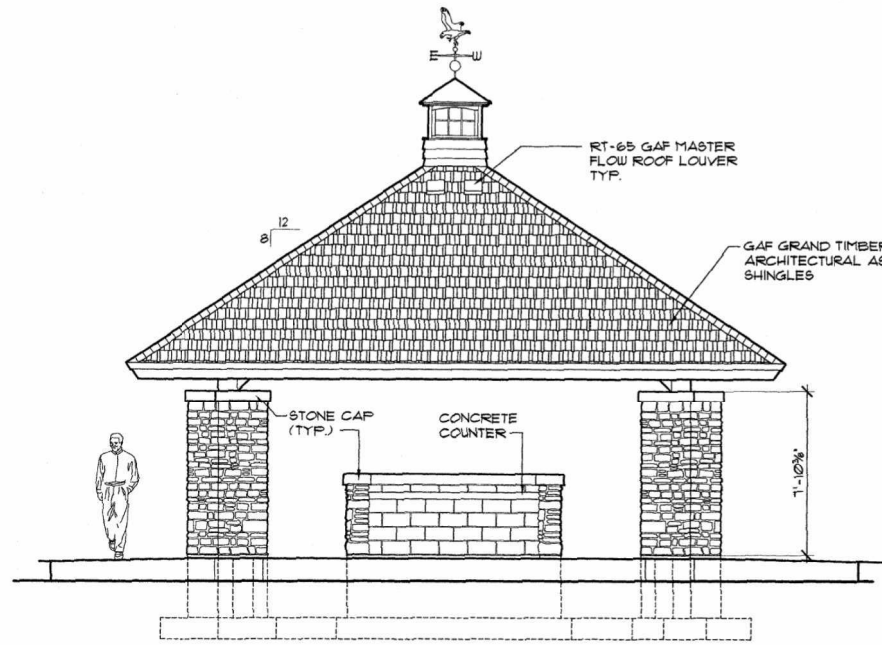 E W
RT-65 GAF MASTER
FLOW ROOF LOUVER
TYP.
12
8
GAF GRAND TIMBER
ARCHITECTURAL AS
SHINGLES
STONE CAP
(TYP.)
CONCRETE
COUNTER
7'-10⅜"